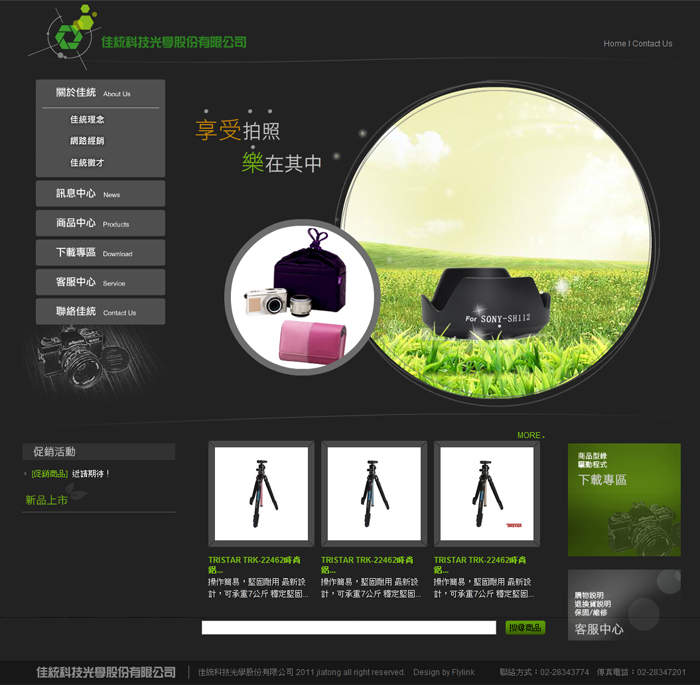 佳統科技光學股份有限公司
Home | Contact Us
關於佳統 About Us
佳統理念
網路經銷
佳統徵才
訊息中心 News
商品中心 Products
下載專區 Download
客服中心 Service
聯絡佳統 Contact Us
享受拍照
樂在其中
For SONY-SH112
MORE
促銷活動
[促銷商品] 近請期待！
新品上市
TRISTAR
TRISTAR TRK-22462時尚
鋁...
操作簡易，堅固耐用 最新設
計，可承重7公斤 穩定堅固...
TRISTAR TRK-22462時尚
鋁...
操作簡易，堅固耐用 最新設
計，可承重7公斤 穩定堅固...
TRISTAR TRK-22462時尚
鋁...
操作簡易，堅固耐用 最新設
計，可承重7公斤 穩定堅固...
商品型錄
驅動程式
下載專區
購物說明
退換貨說明
保固/維修
客服中心
搜尋商品
佳統科技光學股份有限公司
佳統科技光學股份有限公司 2011 jiatong all right reserved. Design by Flylink
聯絡方式：02-28343774 傳真電話：02-28347201